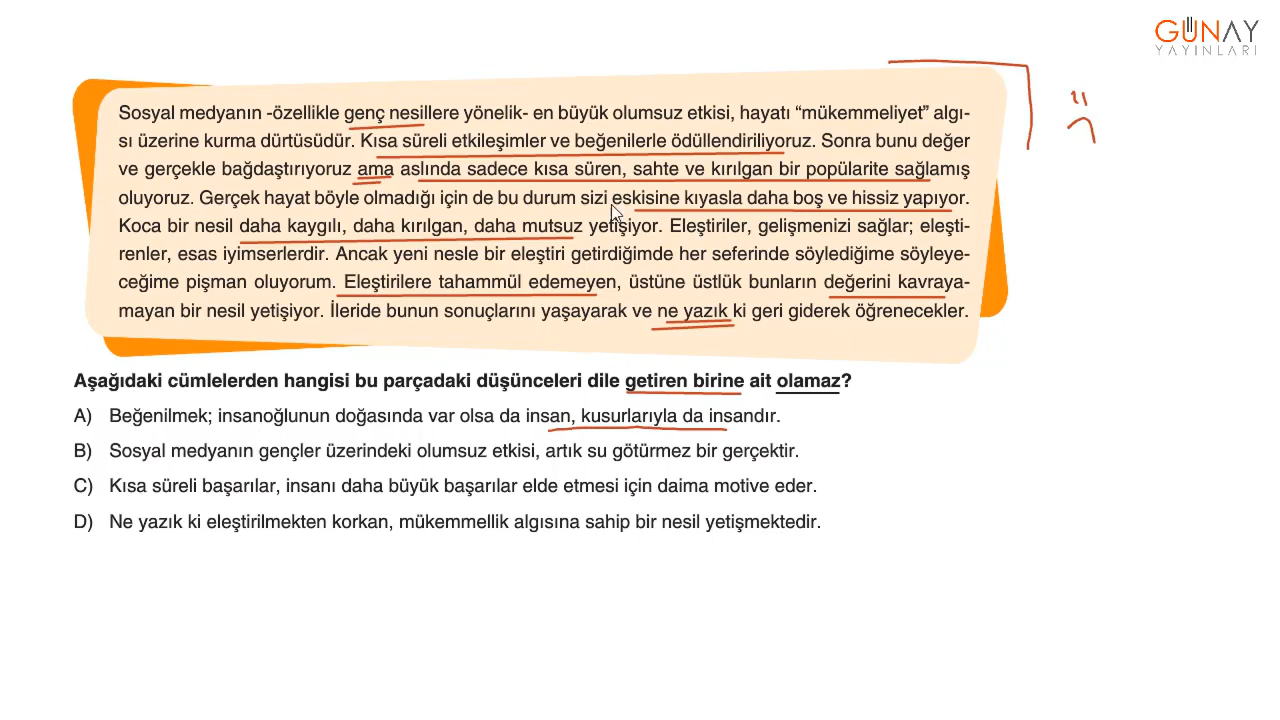 GÜNAY
YAYINLARI
Sosyal medyanın -özellikle genç nesillere yönelik- en büyük olumsuz etkisi, hayatı “mükemmeliyet” algı-
sı üzerine kurma dürtüsüdür. Kısa süreli etkileşimler ve beğenilerle ödüllendiriliyoruz. Sonra bunu değer
ve gerçekle bağdaştırıyoruz ama aslında sadece kısa süren, sahte ve kırılgan bir popülarite sağlamış
oluyoruz. Gerçek hayat böyle olmadığı için de bu durum sizi eskisine kıyasla daha boş ve hissiz yapıyor.
Koca bir nesil daha kaygılı, daha kırılgan, daha mutsuz yetişiyor. Eleştiriler, gelişmenizi sağlar; eleşti-
renler, esas iyimserlerdir. Ancak yeni nesle bir eleştiri getirdiğimde her seferinde söylediğime söyleye-
ceğime pişman oluyorum. Eleştirilere tahammül edemeyen, üstüne üstlük bunların değerini kavraya-
mayan bir nesil yetişiyor. İleride bunun sonuçlarını yaşayarak ve ne yazık ki geri giderek öğrenecekler.
Aşağıdaki cümlelerden hangisi bu parçadaki düşünceleri dile getiren birine ait olamaz?
A) Beğenilmek; insanoğlunun doğasında var olsa da insan, kusurlarıyla da insandır.
B) Sosyal medyanın gençler üzerindeki olumsuz etkisi, artık su götürmez bir gerçektir.
C) Kısa süreli başarılar, insanı daha büyük başarılar elde etmesi için daima motive eder.
D) Ne yazık ki eleştirilmekten korkan, mükemmellik algısına sahip bir nesil yetişmektedir.